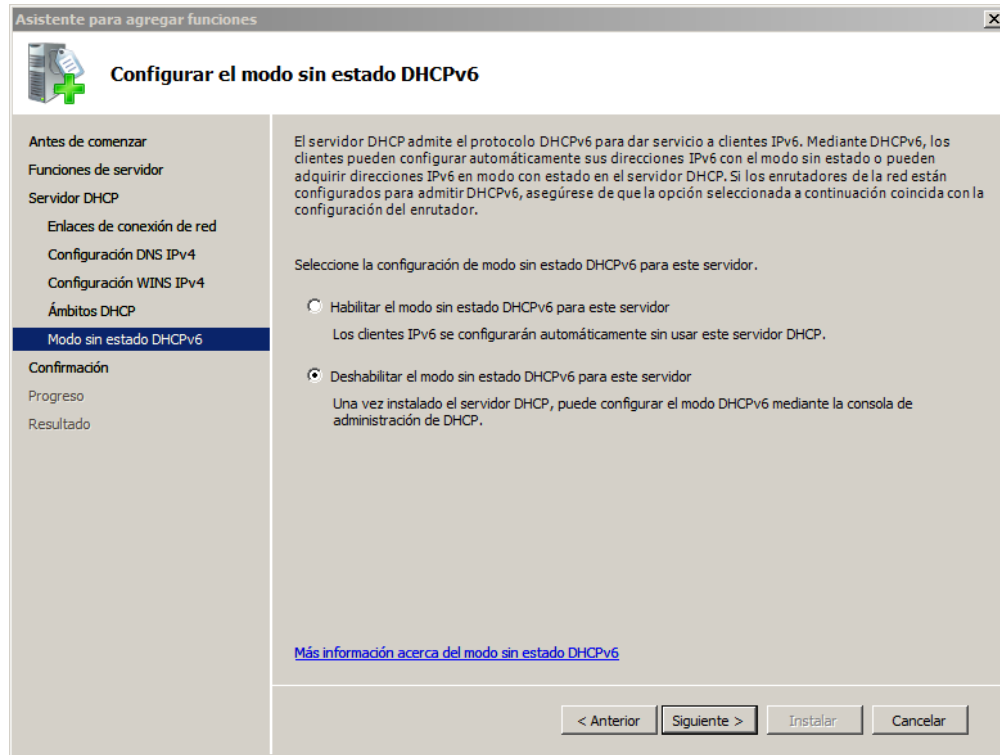 Asistente para agregar funciones
Configurar el modo sin estado DHCPv6
Antes de comenzar
Funciones de servidor
Servidor DHCP
Enlaces de conexión de red
Configuración DNS IPv4
Configuración WINS IPv4
Ámbitos DHCP
Modo sin estado DHCPv6
Confirmación
Progreso
Resultado
El servidor DHCP admite el protocolo DHCPv6 para dar servicio a clientes IPv6. Mediante DHCPv6, los
clientes pueden configurar automáticamente sus direcciones IPv6 con el modo sin estado o pueden
adquirir direcciones IPv6 en modo con estado en el servidor DHCP. Si los enrutadores de la red están
configurados para admitir DHCPv6, asegúrese de que la opción seleccionada a continuación coincida con la
configuración del enrutador.
Seleccione la configuración de modo sin estado DHCPv6 para este servidor.
Habilitar el modo sin estado DHCPv6 para este servidor
Los clientes IPv6 se configurarán automáticamente sin usar este servidor DHCP.
Deshabilitar el modo sin estado DHCPv6 para este servidor
Una vez instalado el servidor DHCP, puede configurar el modo DHCPv6 mediante la consola de
administración de DHCP.
Más información acerca del modo sin estado DHCPv6
< Anterior
Siguiente >
Instalar
Cancelar